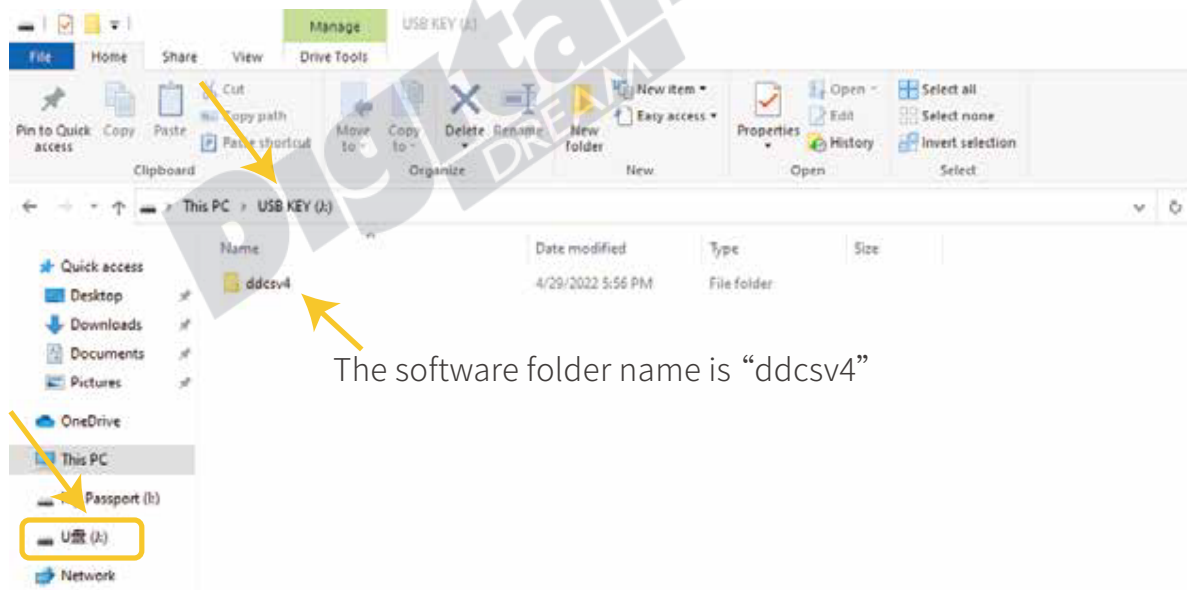 Manage
USB KEY (J:)
File Home Share View Drive Tools
Pin to Quick access
Copy
Paste
Cut
Copy path
Paste shortcut
Clipboard
Move to
Copy to
Delete
Rename
Organize
New folder
New item
Easy access
New
Properties
Open
Edit
History
Open
Select all
Select none
Invert selection
Select
This PC › USB KEY (J:)
Name Date modified Type Size
ddcsv4 4/29/2022 5:56 PM File folder
Quick access
Desktop
Downloads
Documents
Pictures
OneDrive
This PC
Passport (I:)
U盘 (J:)
Network
The software folder name is “ddcsv4”
Digital
DREAM